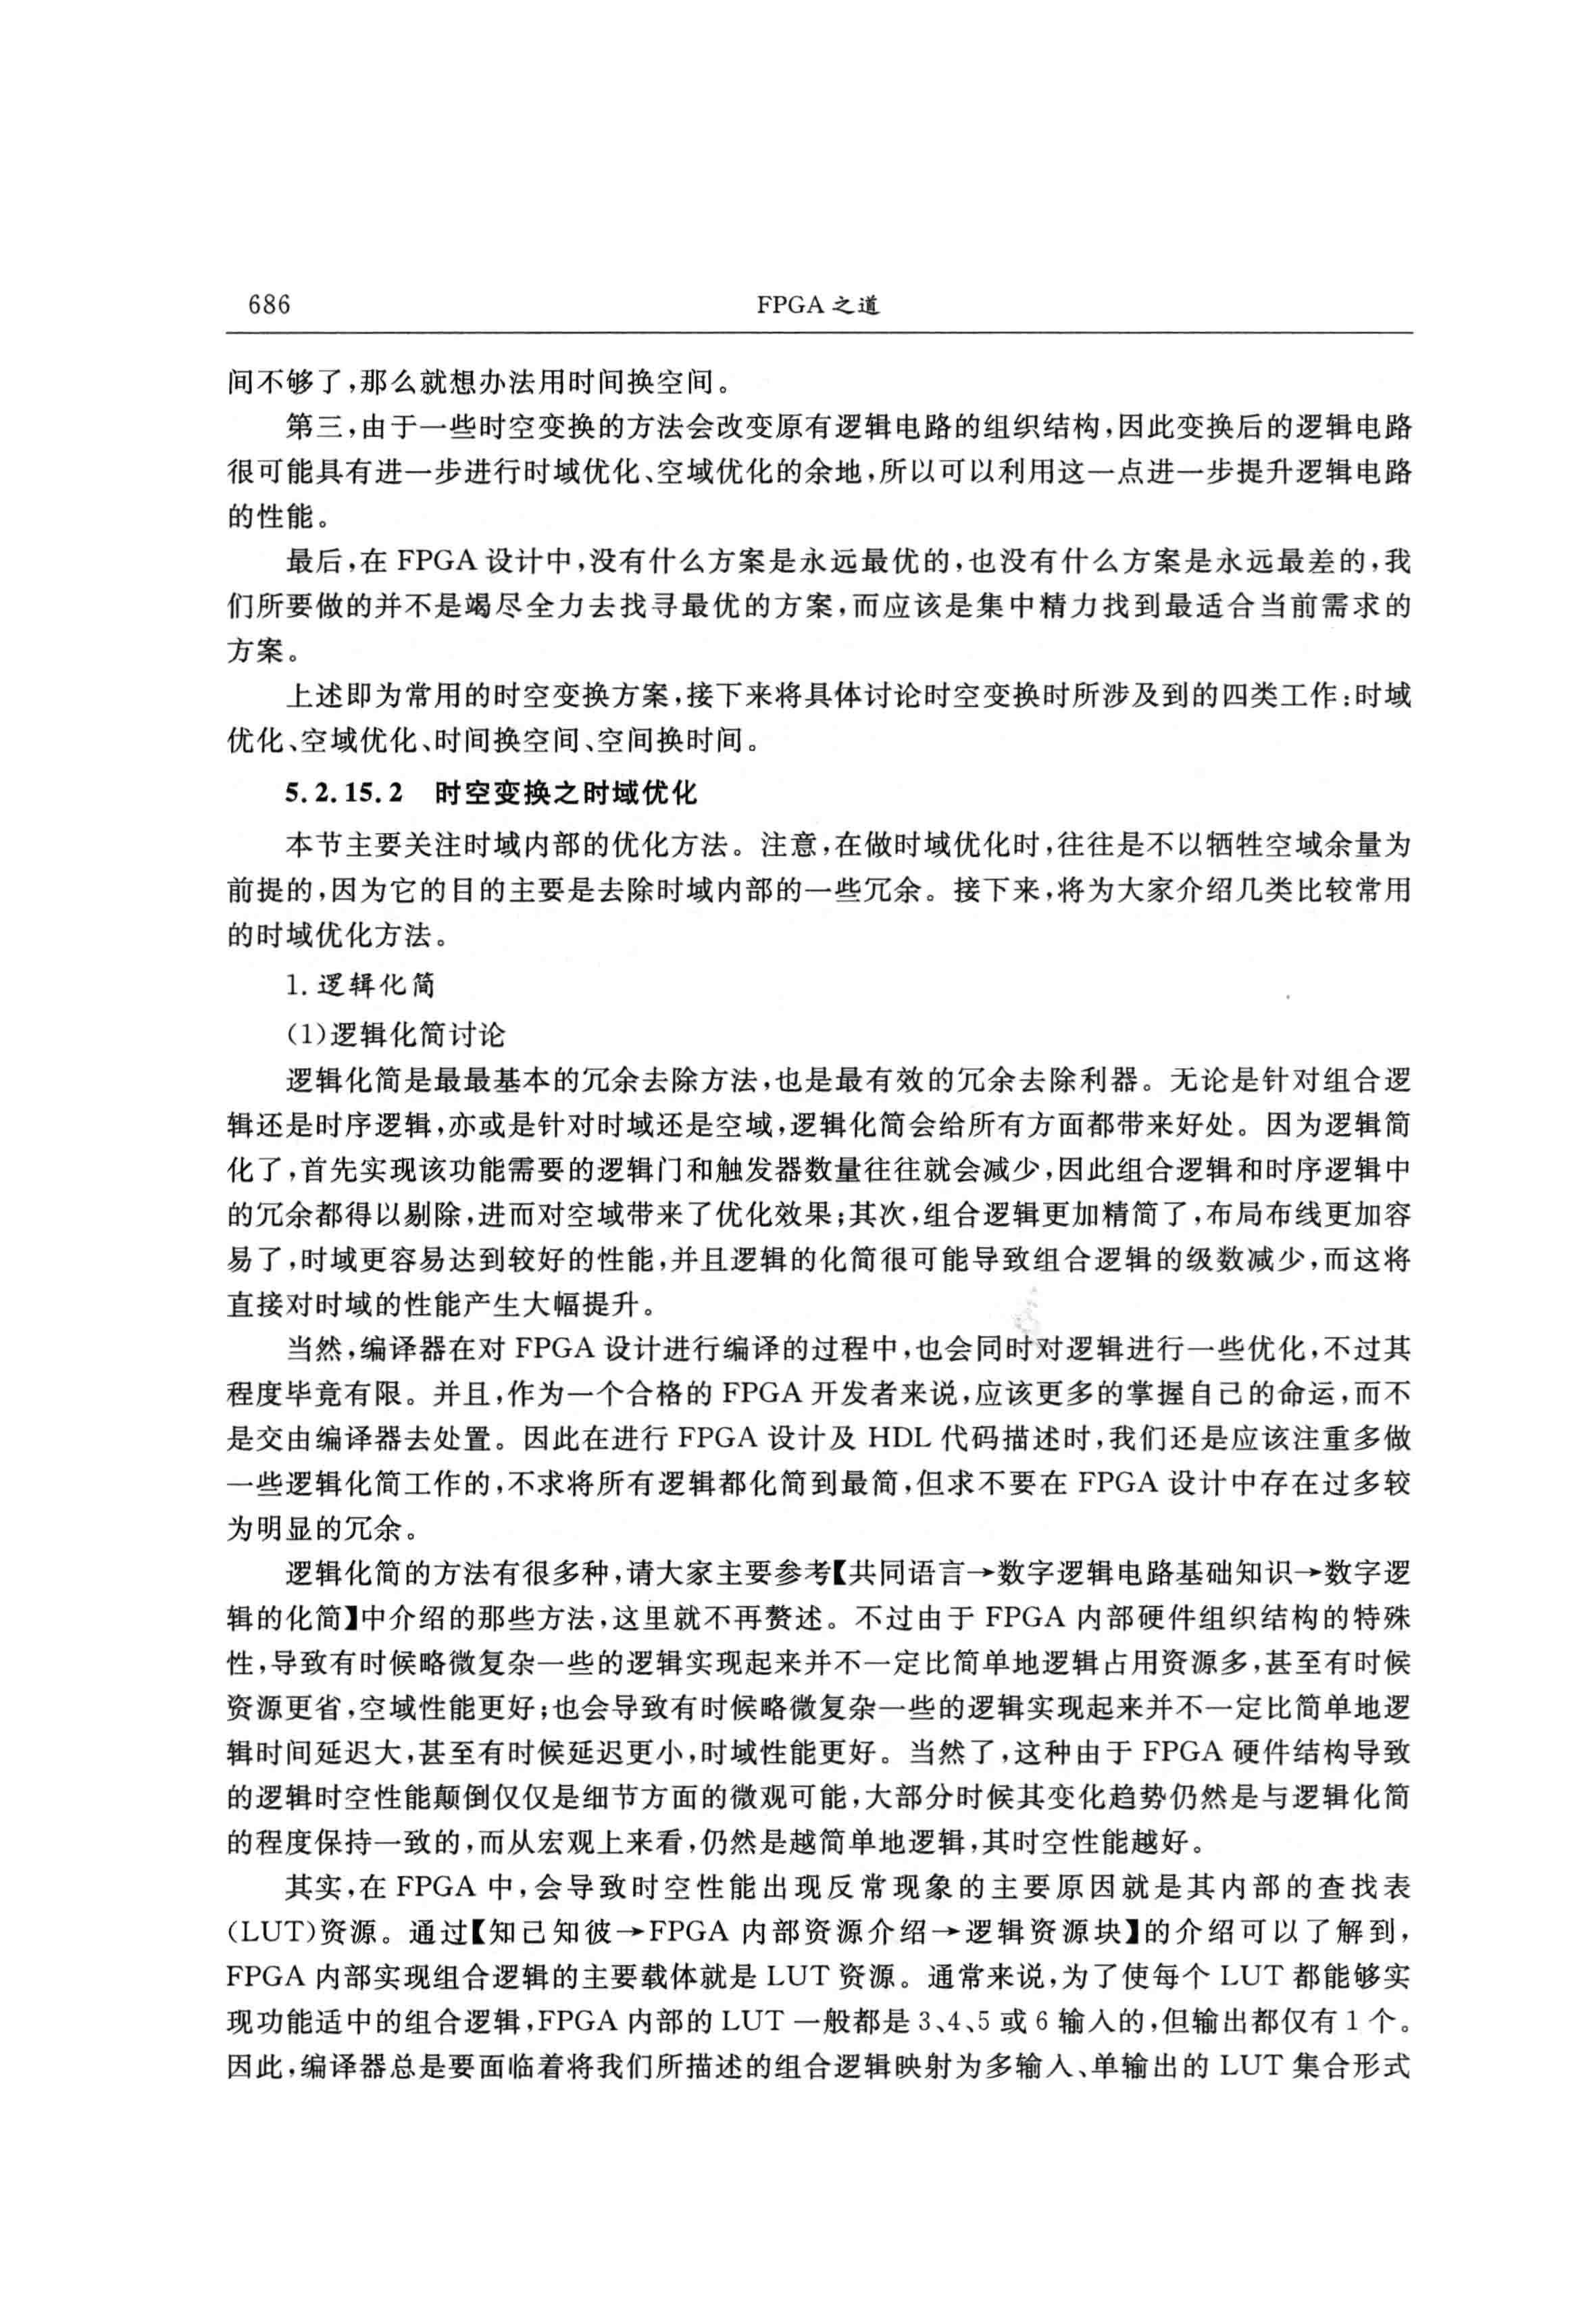 686
FPGA之道
间不够了,那么就想办法用时间换空间。
第三,由于一些时空变换的方法会改变原有逻辑电路的组织结构,因此变换后的逻辑电路
很可能具有进一步进行时域优化、空域优化的余地,所以可以利用这一点进一步提升逻辑电路
的性能。
最后,在 FPGA 设计中,没有什么方案是永远最优的,也没有什么方案是永远最差的,我
们所要做的并不是竭尽全力去找寻最优的方案,而应该是集中精力找到最适合当前需求的
方案。
上述即为常用的时空变换方案,接下来将具体讨论时空变换时所涉及到的四类工作:时域
优化、空域优化、时间换空间、空间换时间。
5.2.15.2 时空变换之时域优化
本节主要关注时域内部的优化方法。注意,在做时域优化时,往往是不以牺牲空域余量为
前提的,因为它的目的主要是去除时域内部的一些冗余。接下来,将为大家介绍几类比较常用
的时域优化方法。
1. 逻辑化简
(1)逻辑化简讨论
逻辑化简是最最基本的冗余去除方法,也是最有效的冗余去除利器。无论是针对组合逻
辑还是时序逻辑,亦或是针对时域还是空域,逻辑化简会给所有方面都带来好处。因为逻辑简
化了,首先实现该功能需要的逻辑门和触发器数量往往就会减少,因此组合逻辑和时序逻辑中
的冗余都得以剔除,进而对空域带来了优化效果;其次,组合逻辑更加精简了,布局布线更加容
易了,时域更容易达到较好的性能,并且逻辑的化简很可能导致组合逻辑的级数减少,而这将
直接对时域的性能产生大幅提升。
当然,编译器在对 FPGA 设计进行编译的过程中,也会同时对逻辑进行一些优化,不过其
程度毕竟有限。并且,作为一个合格的 FPGA 开发者来说,应该更多的掌握自己的命运,而不
是交由编译器去处置。因此在进行 FPGA 设计及 HDL 代码描述时,我们还是应该注重多做
一些逻辑化简工作的,不求将所有逻辑都化简到最简,但求不要在 FPGA 设计中存在过多较
为明显的冗余。
逻辑化简的方法有很多种,请大家主要参考【共同语言→数字逻辑电路基础知识→数字逻
辑的化简】中介绍的那些方法,这里就不再赘述。不过由于 FPGA 内部硬件组织结构的特殊
性,导致有时候略微复杂一些的逻辑实现起来并不一定比简单地逻辑占用资源多,甚至有时候
资源更省,空域性能更好;也会导致有时候略微复杂一些的逻辑实现起来并不一定比简单地逻
辑时间延迟大,甚至有时候延迟更小,时域性能更好。当然了,这种由于 FPGA 硬件结构导致
的逻辑时空性能颠倒仅仅是细节方面的微观可能,大部分时候其变化趋势仍然是与逻辑化简
的程度保持一致的,而从宏观上来看,仍然是越简单地逻辑,其时空性能越好。
其实,在 FPGA 中,会导致时空性能出现反常现象的主要原因就是其内部的查找表
(LUT)资源。通过【知己知彼→FPGA 内部资源介绍→逻辑资源块】的介绍可以了解到,
FPGA 内部实现组合逻辑的主要载体就是 LUT 资源。通常来说,为了使每个 LUT 都能够实
现功能适中的组合逻辑,FPGA 内部的 LUT 一般都是 3、4、5 或 6 输入的,但输出都仅有 1 个。
因此,编译器总是要面临着将我们所描述的组合逻辑映射为多输入、单输出的 LUT 集合形式